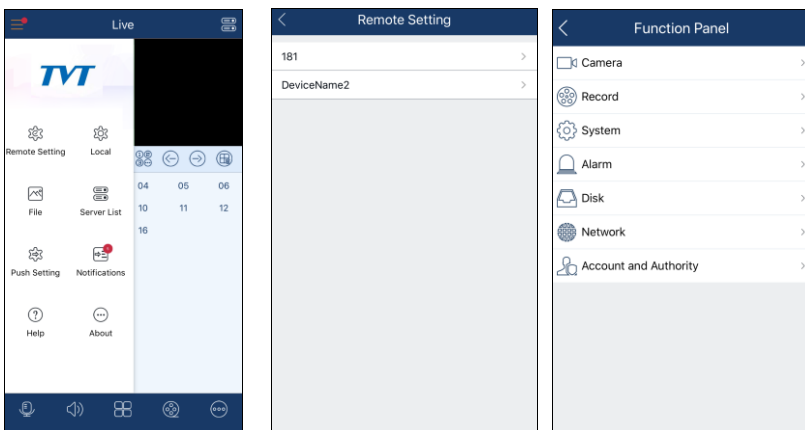 Live
TVT
Remote Setting
Local
File
Server List
Push Setting
Notifications
Help
About
04 05 06
10 11 12
16
Remote Setting
181
DeviceName2
Function Panel
Camera
Record
System
Alarm
Disk
Network
Account and Authority